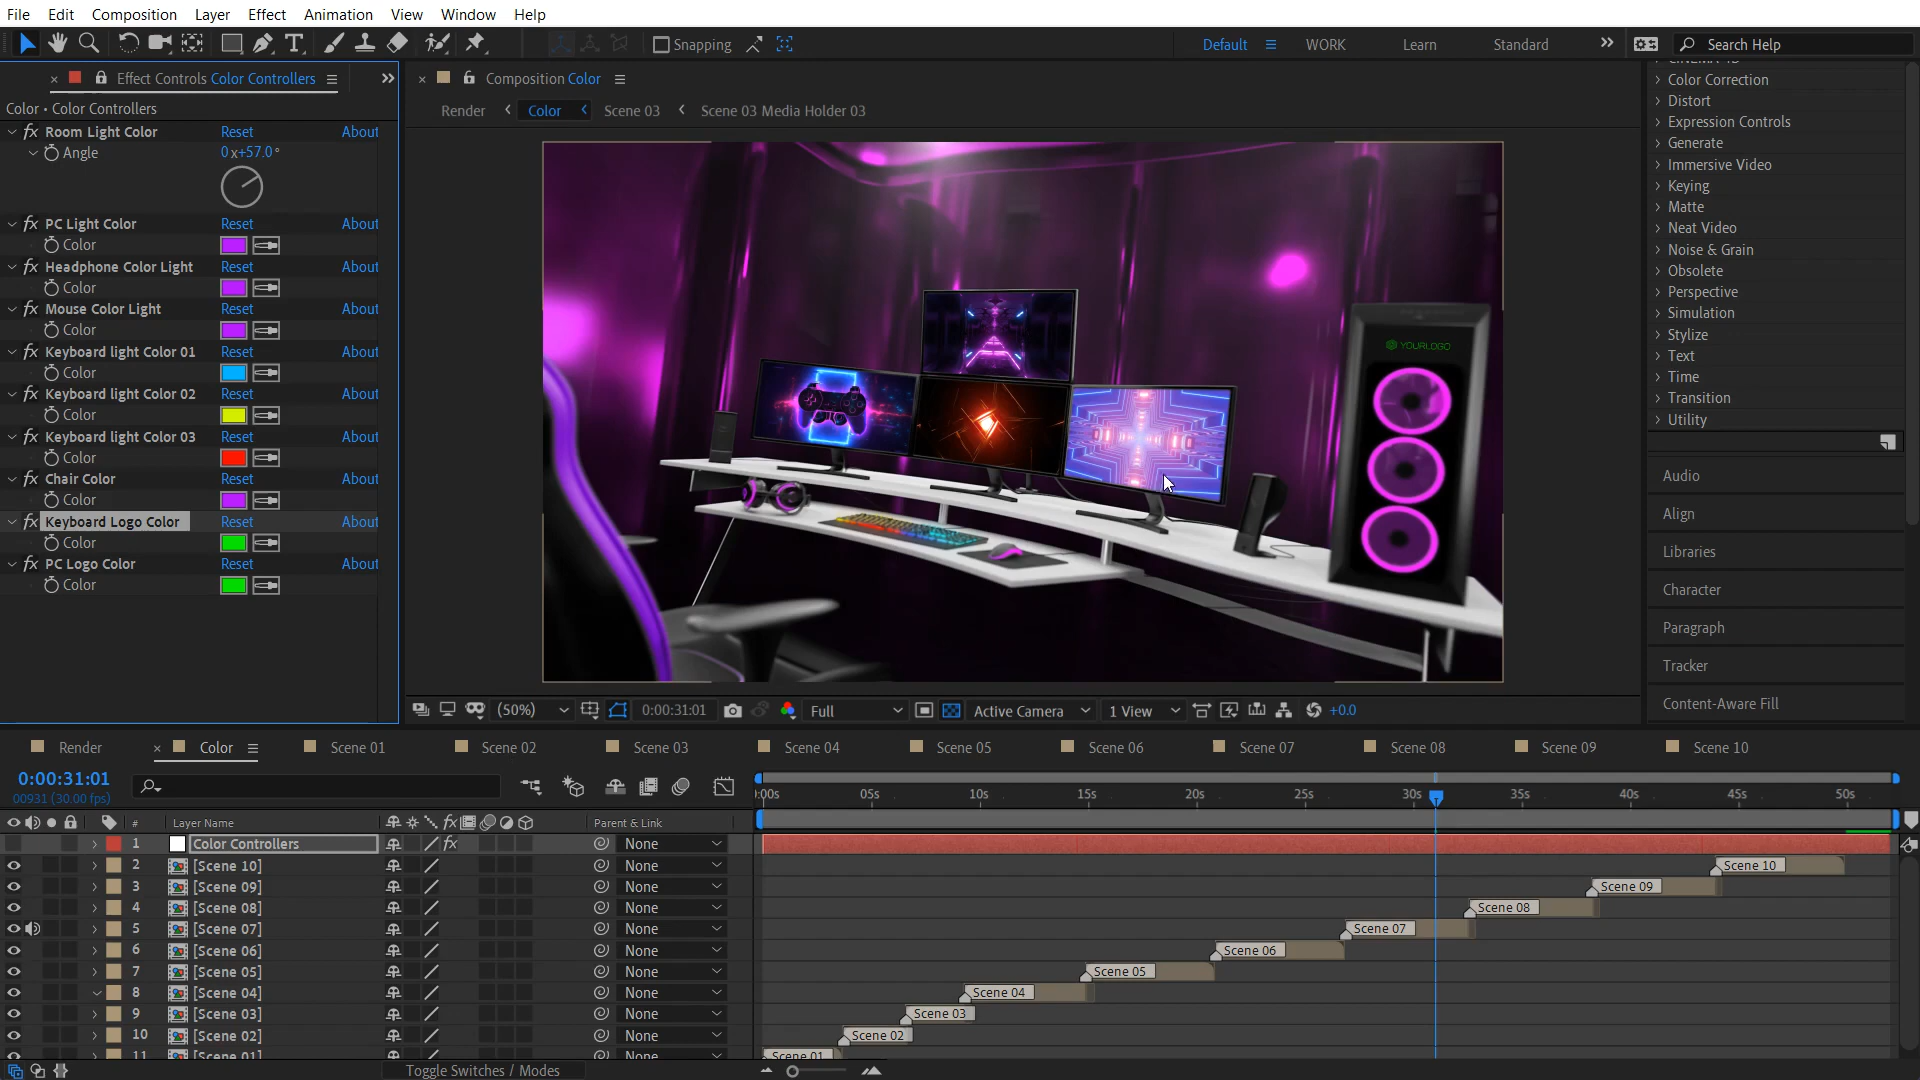 File Edit Composition Layer Effect Animation View Window Help
Snapping
Default WORK Learn Standard Search Help
Effect Controls Color Controllers
Color • Color Controllers
Room Light Color Reset About
Angle 0x+57.0°
PC Light Color Reset About
Color
Headphone Color Light Reset About
Color
Mouse Color Light Reset About
Color
Keyboard light Color 01 Reset About
Color
Keyboard light Color 02 Reset About
Color
Keyboard light Color 03 Reset About
Color
Chair Color Reset About
Color
Keyboard Logo Color Reset About
Color
PC Logo Color Reset About
Color
Composition Color
Render Color Scene 03 Scene 03 Media Holder 03
YOURLOGO
(50%) 0:00:31:01 Full Active Camera 1 View +0.0
Color Correction
Distort
Expression Controls
Generate
Immersive Video
Keying
Matte
Neat Video
Noise & Grain
Obsolete
Perspective
Simulation
Stylize
Text
Time
Transition
Utility
Audio
Align
Libraries
Character
Paragraph
Tracker
Content-Aware Fill
Render Color Scene 01 Scene 02 Scene 03 Scene 04 Scene 05 Scene 06 Scene 07 Scene 08 Scene 09 Scene 10
0:00:31:01
00931 (30.00 fps)
:00s 05s 10s 15s 20s 25s 30s 35s 40s 45s 50s
# Layer Name Parent & Link
1 Color Controllers None
2 [Scene 10] None Scene 10
3 [Scene 09] None Scene 09
4 [Scene 08] None Scene 08
5 [Scene 07] None Scene 07
6 [Scene 06] None Scene 06
7 [Scene 05] None Scene 05
8 [Scene 04] None Scene 04
9 [Scene 03] None Scene 03
10 [Scene 02] None Scene 02
11 [Scene 01] None Scene 01
Toggle Switches / Modes